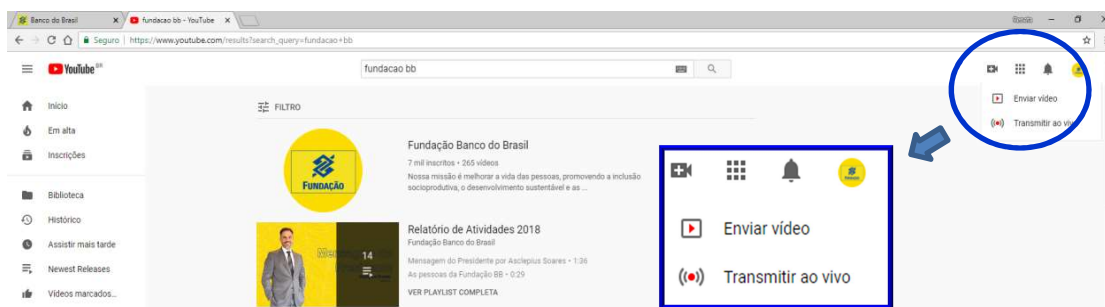 Banco do Brasil
fundacao bb - YouTube
Seguro
https://www.youtube.com/results?search_query=fundacao+bb
YouTube BR
fundacao bb
Início
Em alta
Inscrições
Biblioteca
Histórico
Assistir mais tarde
Newest Releases
Vídeos marcados...
FILTRO
FUNDAÇÃO
Fundação Banco do Brasil
7 mil inscritos • 265 vídeos
Nossa missão é melhorar a vida das pessoas, promovendo a inclusão
socioprodutiva, o desenvolvimento sustentável e as ...
14
Relatório de Atividades 2018
Fundação Banco do Brasil
Mensagem do Presidente por Asclepius Soares • 1:36
As pessoas da Fundação BB • 0:29
VER PLAYLIST COMPLETA
Enviar vídeo
Transmitir ao vivo
Enviar vídeo
Transmitir ao vivo